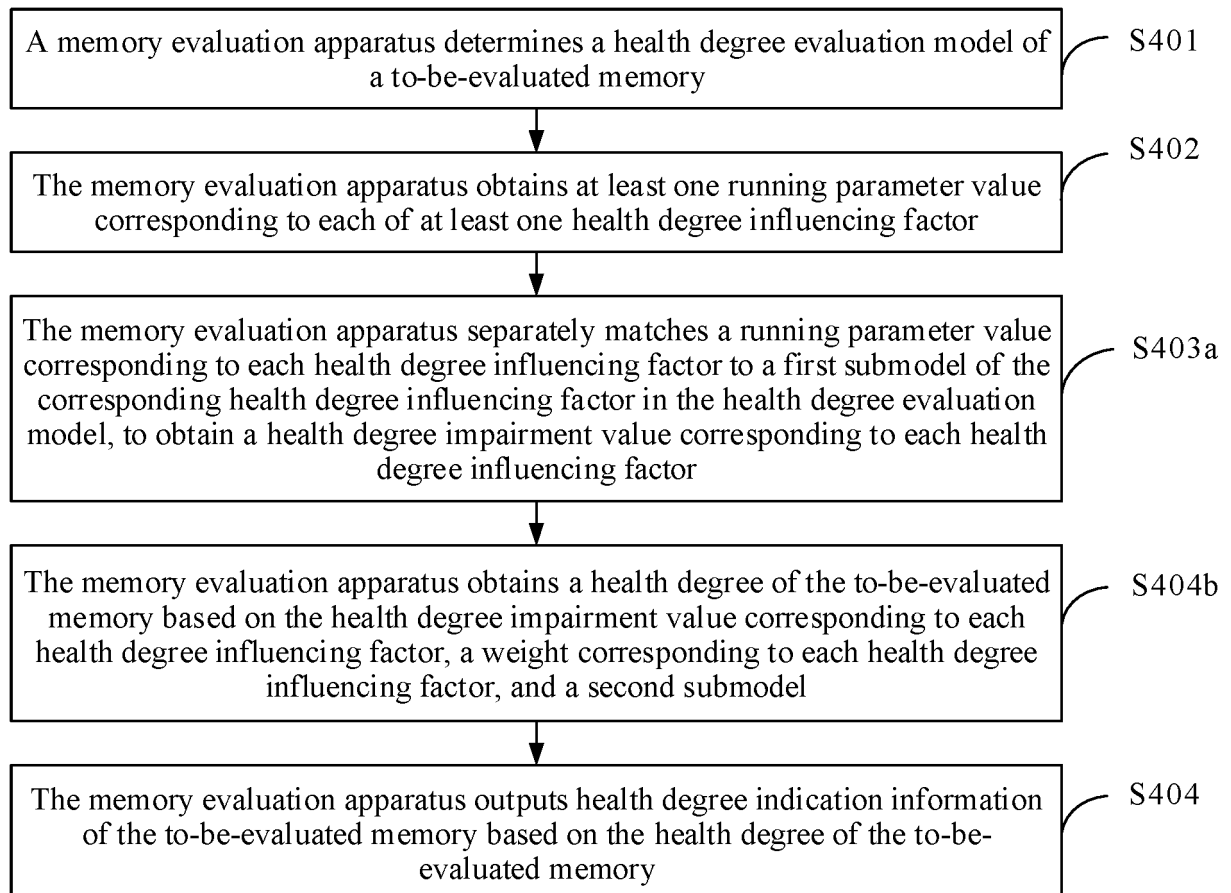 A memory evaluation apparatus determines a health degree evaluation model of
a to-be-evaluated memory
S401
The memory evaluation apparatus obtains at least one running parameter value
corresponding to each of at least one health degree influencing factor
S402
The memory evaluation apparatus separately matches a running parameter value
corresponding to each health degree influencing factor to a first submodel of the
corresponding health degree influencing factor in the health degree evaluation
model, to obtain a health degree impairment value corresponding to each health
degree influencing factor
S403a
The memory evaluation apparatus obtains a health degree of the to-be-evaluated
memory based on the health degree impairment value corresponding to each
health degree influencing factor, a weight corresponding to each health degree
influencing factor, and a second submodel
S404b
The memory evaluation apparatus outputs health degree indication information
of the to-be-evaluated memory based on the health degree of the to-be-
evaluated memory
S404